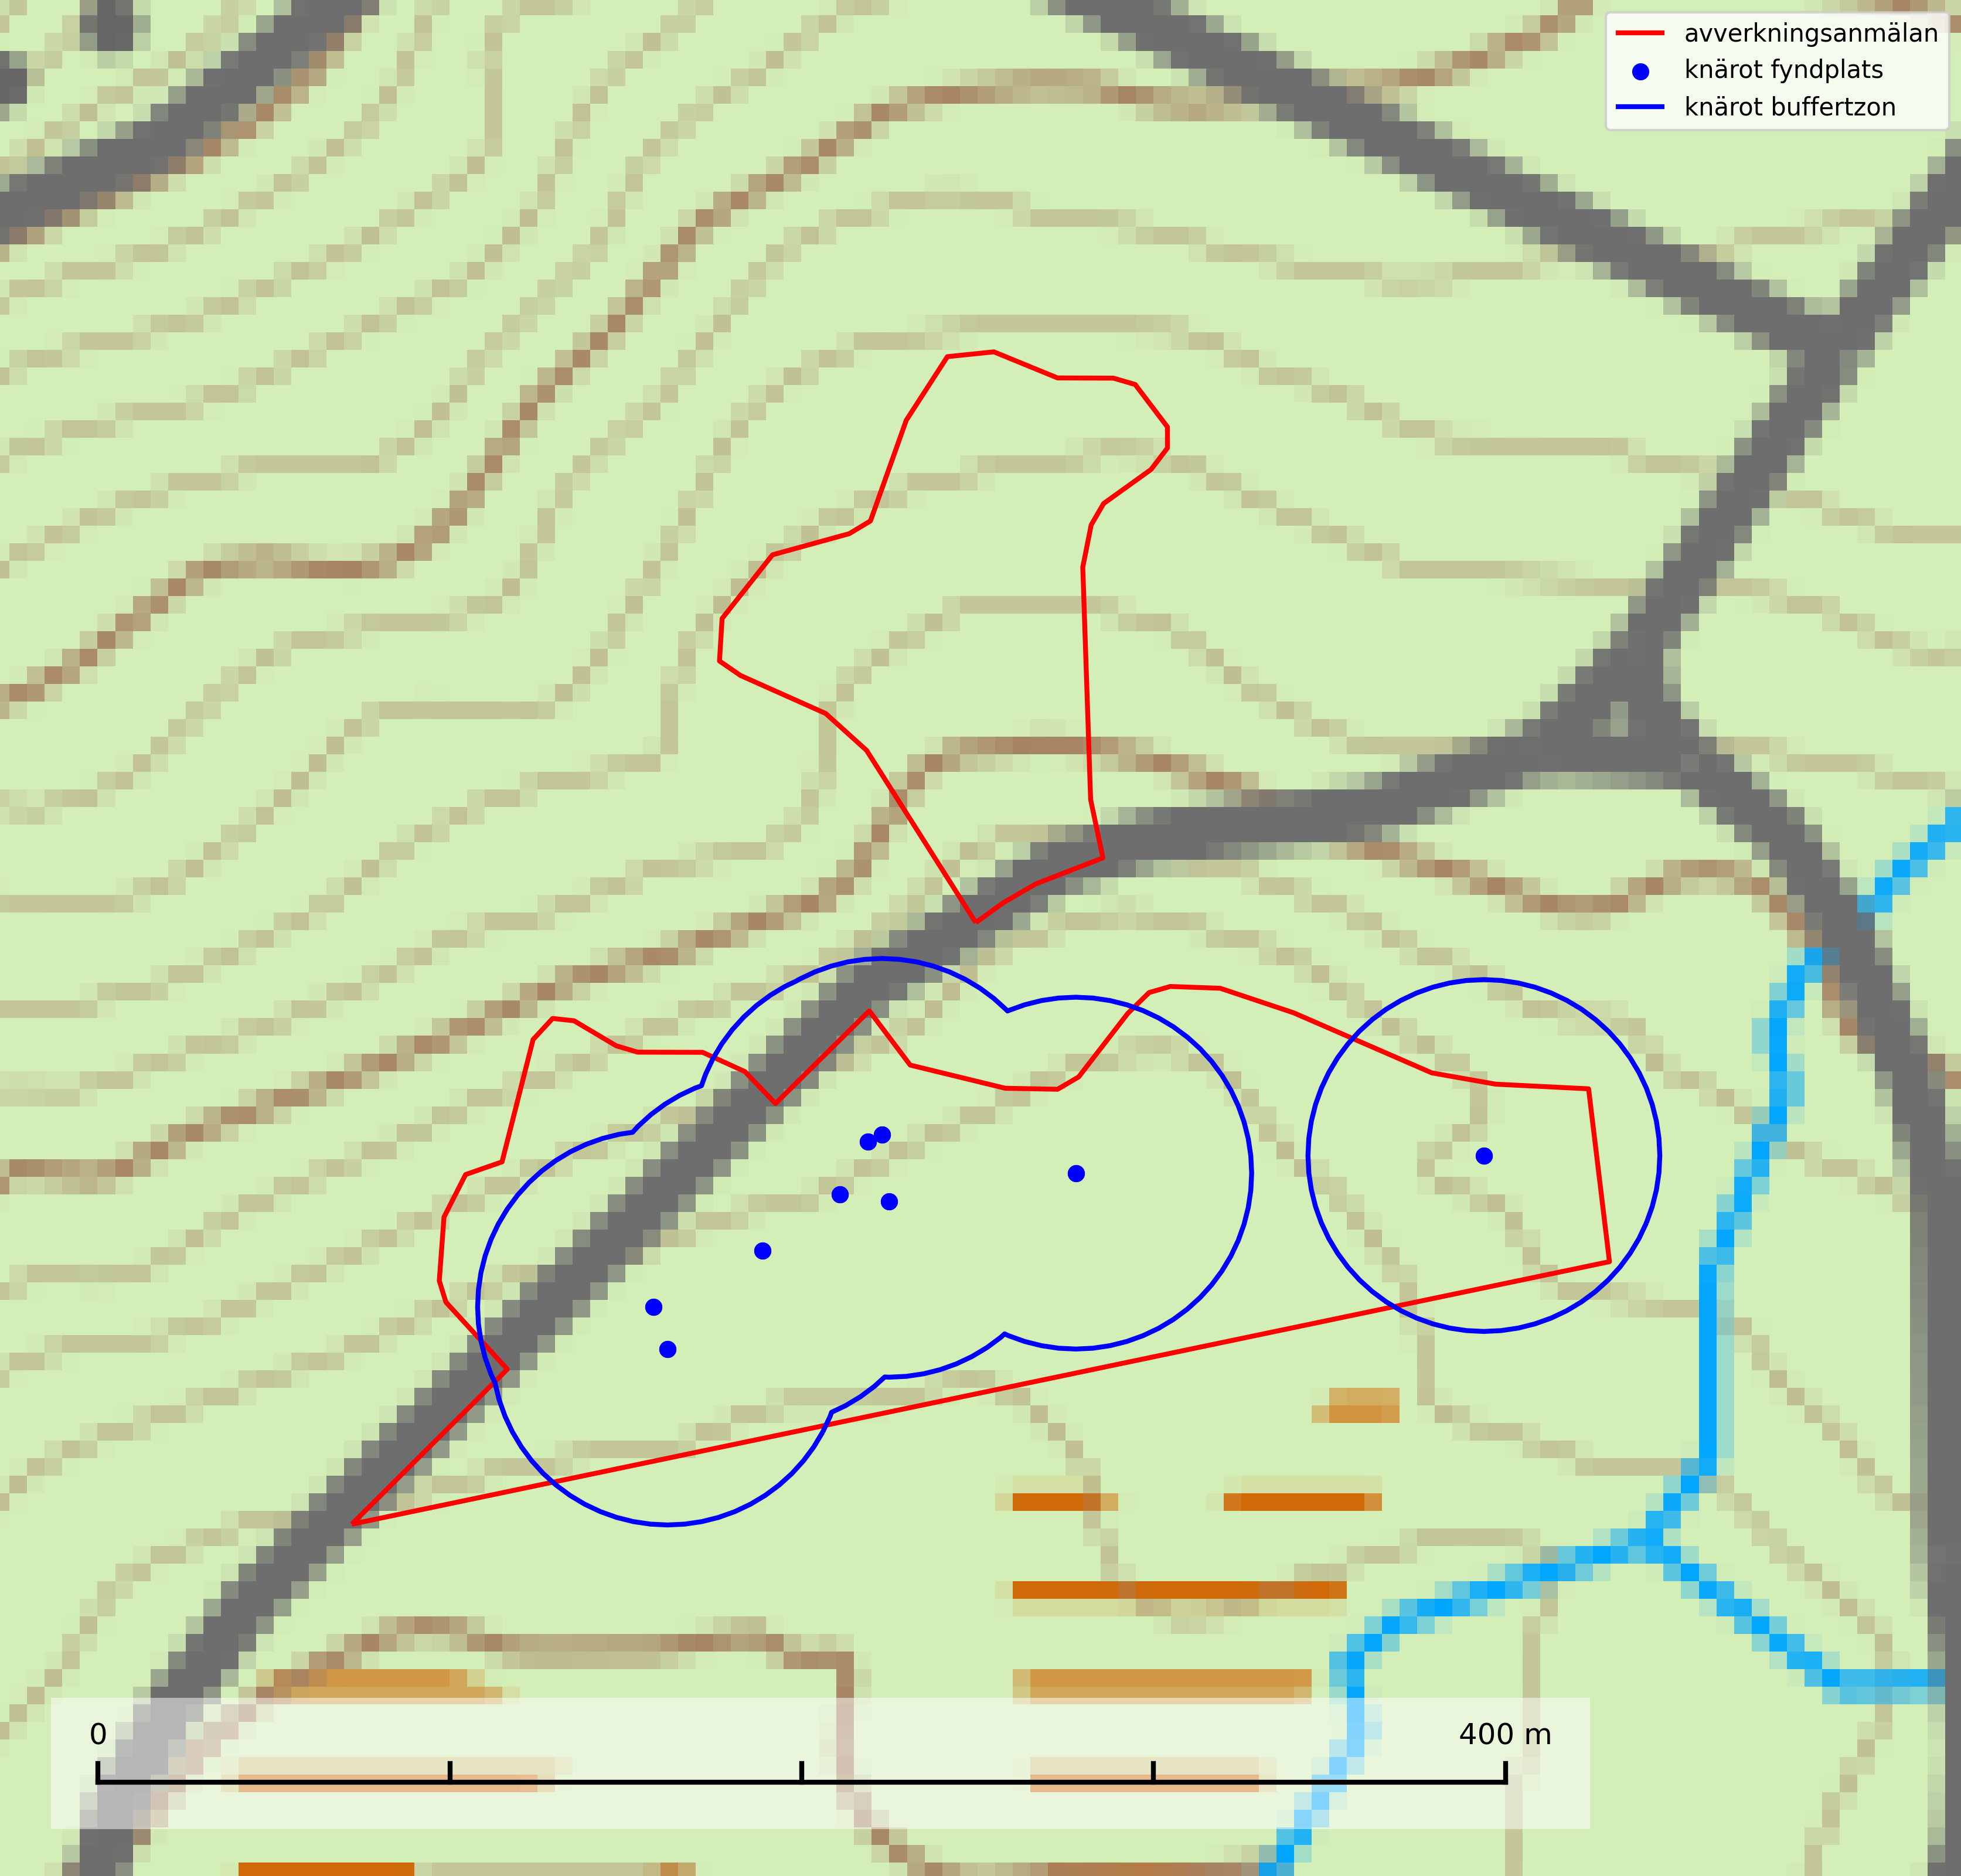 avverkningsanmälan
knärot fyndplats
knärot buffertzon
0
400 m